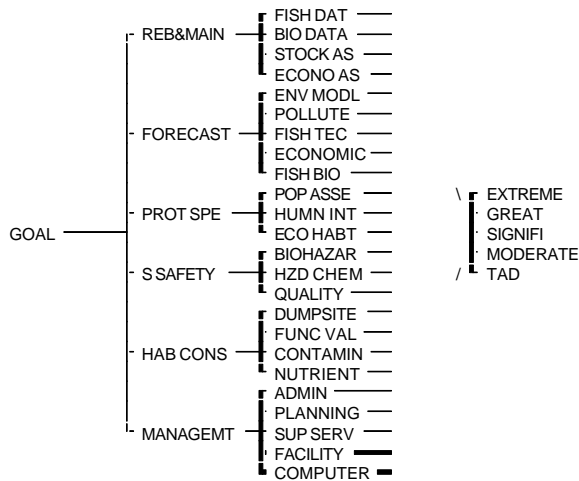 FISH DAT
REB&MAIN BIO DATA
STOCK AS
ECONO AS
ENV MODL
POLLUTE
FORECAST FISH TEC
ECONOMIC
FISH BIO
POP ASSE \ EXTREME
PROT SPE HUMN INT GREAT
GOAL ECO HABT SIGNIFI
BIOHAZAR MODERATE
S SAFETY HZD CHEM / TAD
QUALITY
DUMPSITE
FUNC VAL
HAB CONS CONTAMIN
NUTRIENT
ADMIN
PLANNING
MANAGEMT SUP SERV
FACILITY
COMPUTER